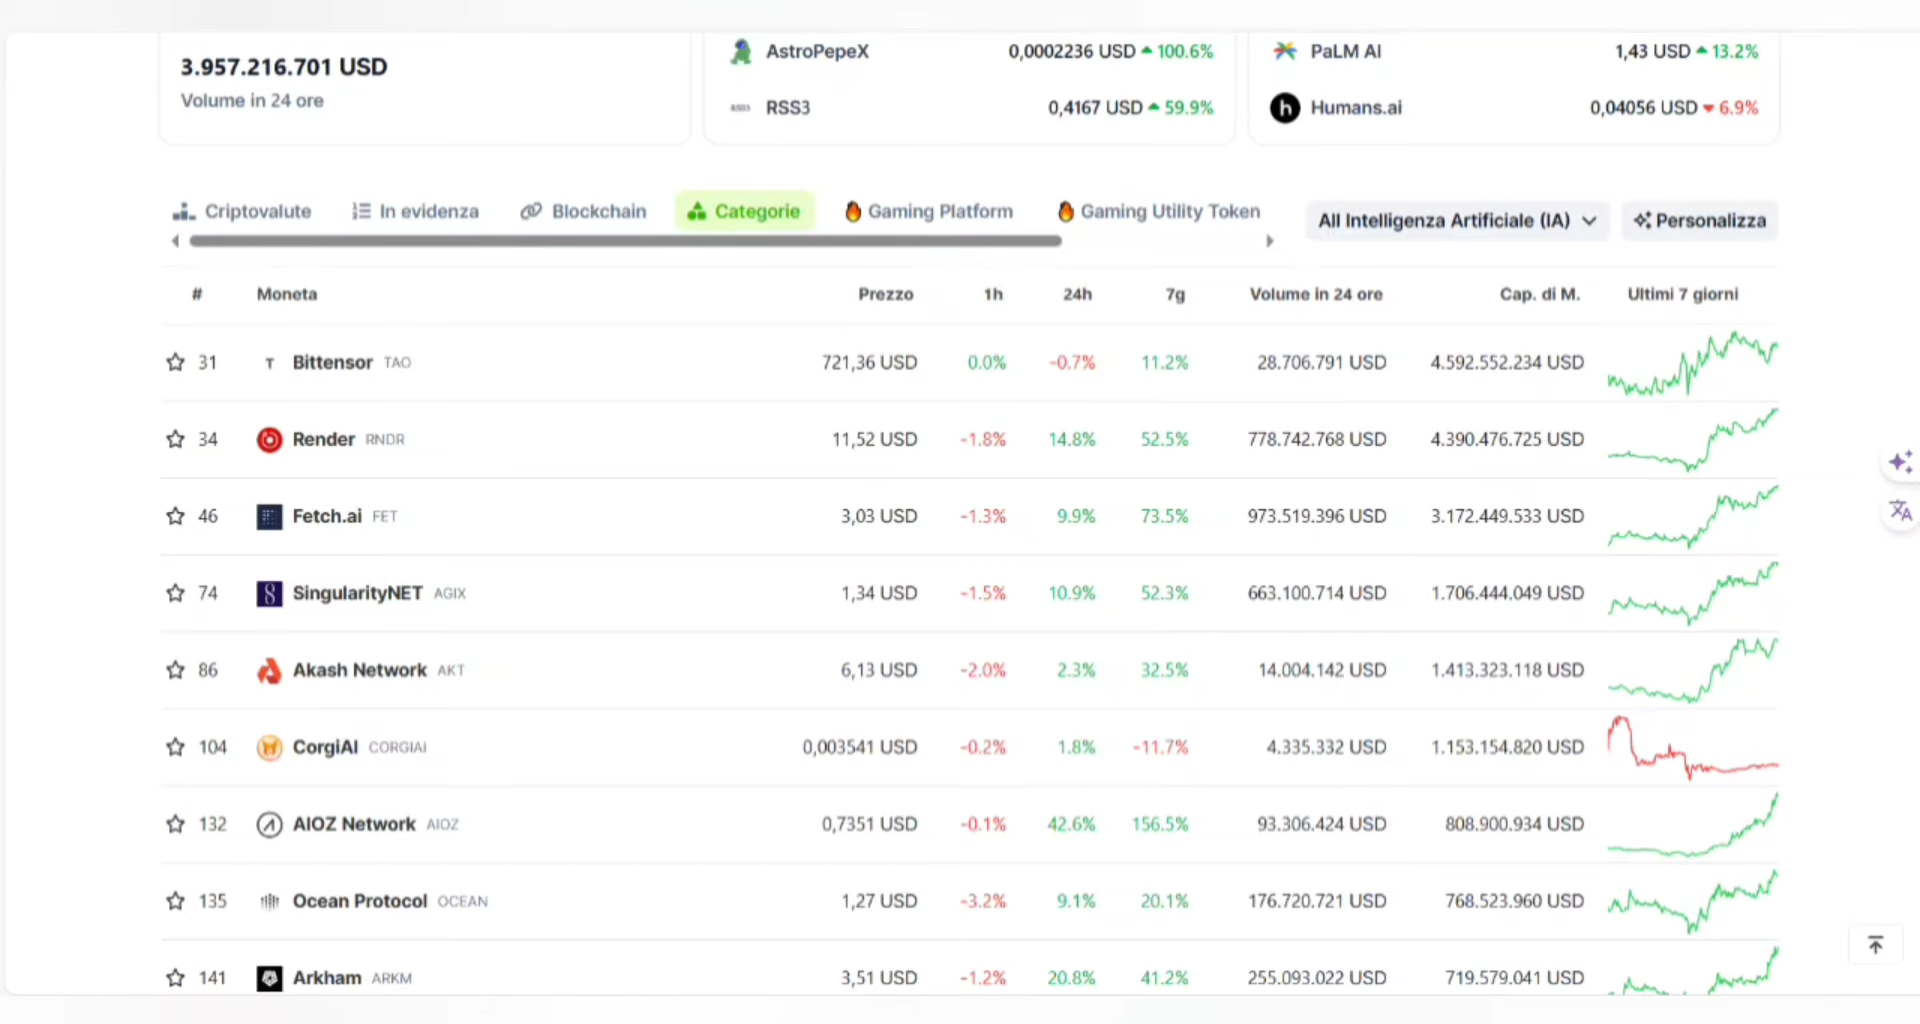 3.957.216.701 USD
Volume in 24 ore
AstroPepeX 0,0002236 USD 100.6%
RSS3 0,4167 USD 59.9%
PaLM AI 1,43 USD 13.2%
Humans.ai 0,04056 USD 6.9%
Criptovalute In evidenza Blockchain Categorie Gaming Platform Gaming Utility Token All Intelligenza Artificiale (IA) Personalizza
# Moneta Prezzo 1h 24h 7g Volume in 24 ore Cap. di M. Ultimi 7 giorni
31 Bittensor TAO 721,36 USD 0.0% -0.7% 11.2% 28.706.791 USD 4.592.552.234 USD
34 Render RNDR 11,52 USD -1.8% 14.8% 52.5% 778.742.768 USD 4.390.476.725 USD
46 Fetch.ai FET 3,03 USD -1.3% 9.9% 73.5% 973.519.396 USD 3.172.449.533 USD
74 SingularityNET AGIX 1,34 USD -1.5% 10.9% 52.3% 663.100.714 USD 1.706.444.049 USD
86 Akash Network AKT 6,13 USD -2.0% 2.3% 32.5% 14.004.142 USD 1.413.323.118 USD
104 CorgiAI CORGIAI 0,003541 USD -0.2% 1.8% -11.7% 4.335.332 USD 1.153.154.820 USD
132 AIOZ Network AIOZ 0,7351 USD -0.1% 42.6% 156.5% 93.306.424 USD 808.900.934 USD
135 Ocean Protocol OCEAN 1,27 USD -3.2% 9.1% 20.1% 176.720.721 USD 768.523.960 USD
141 Arkham ARKM 3,51 USD -1.2% 20.8% 41.2% 255.093.022 USD 719.579.041 USD